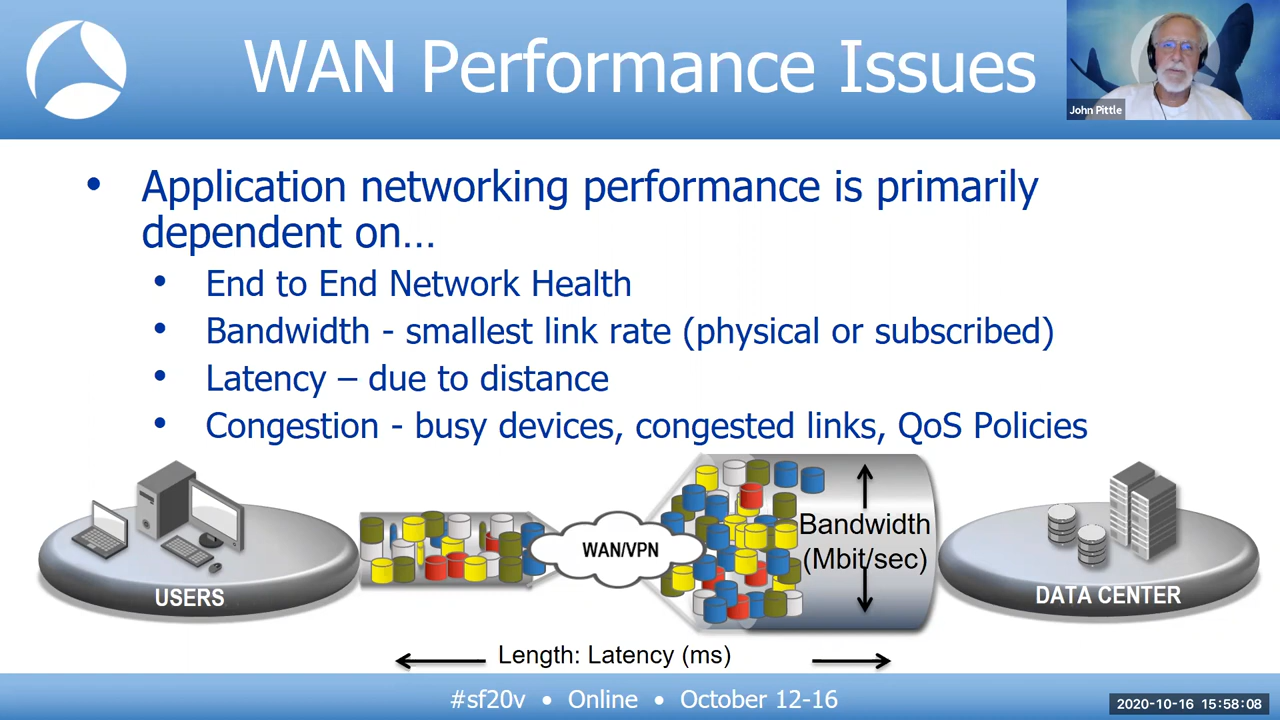 WAN Performance Issues
John Pittle
• Application networking performance is primarily
dependent on…
• End to End Network Health
• Bandwidth - smallest link rate (physical or subscribed)
• Latency – due to distance
• Congestion - busy devices, congested links, QoS Policies
USERS
WAN/VPN
Bandwidth
(Mbit/sec)
DATA CENTER
Length: Latency (ms)
#sf20v • Online • October 12-16
2020-10-16 15:58:08